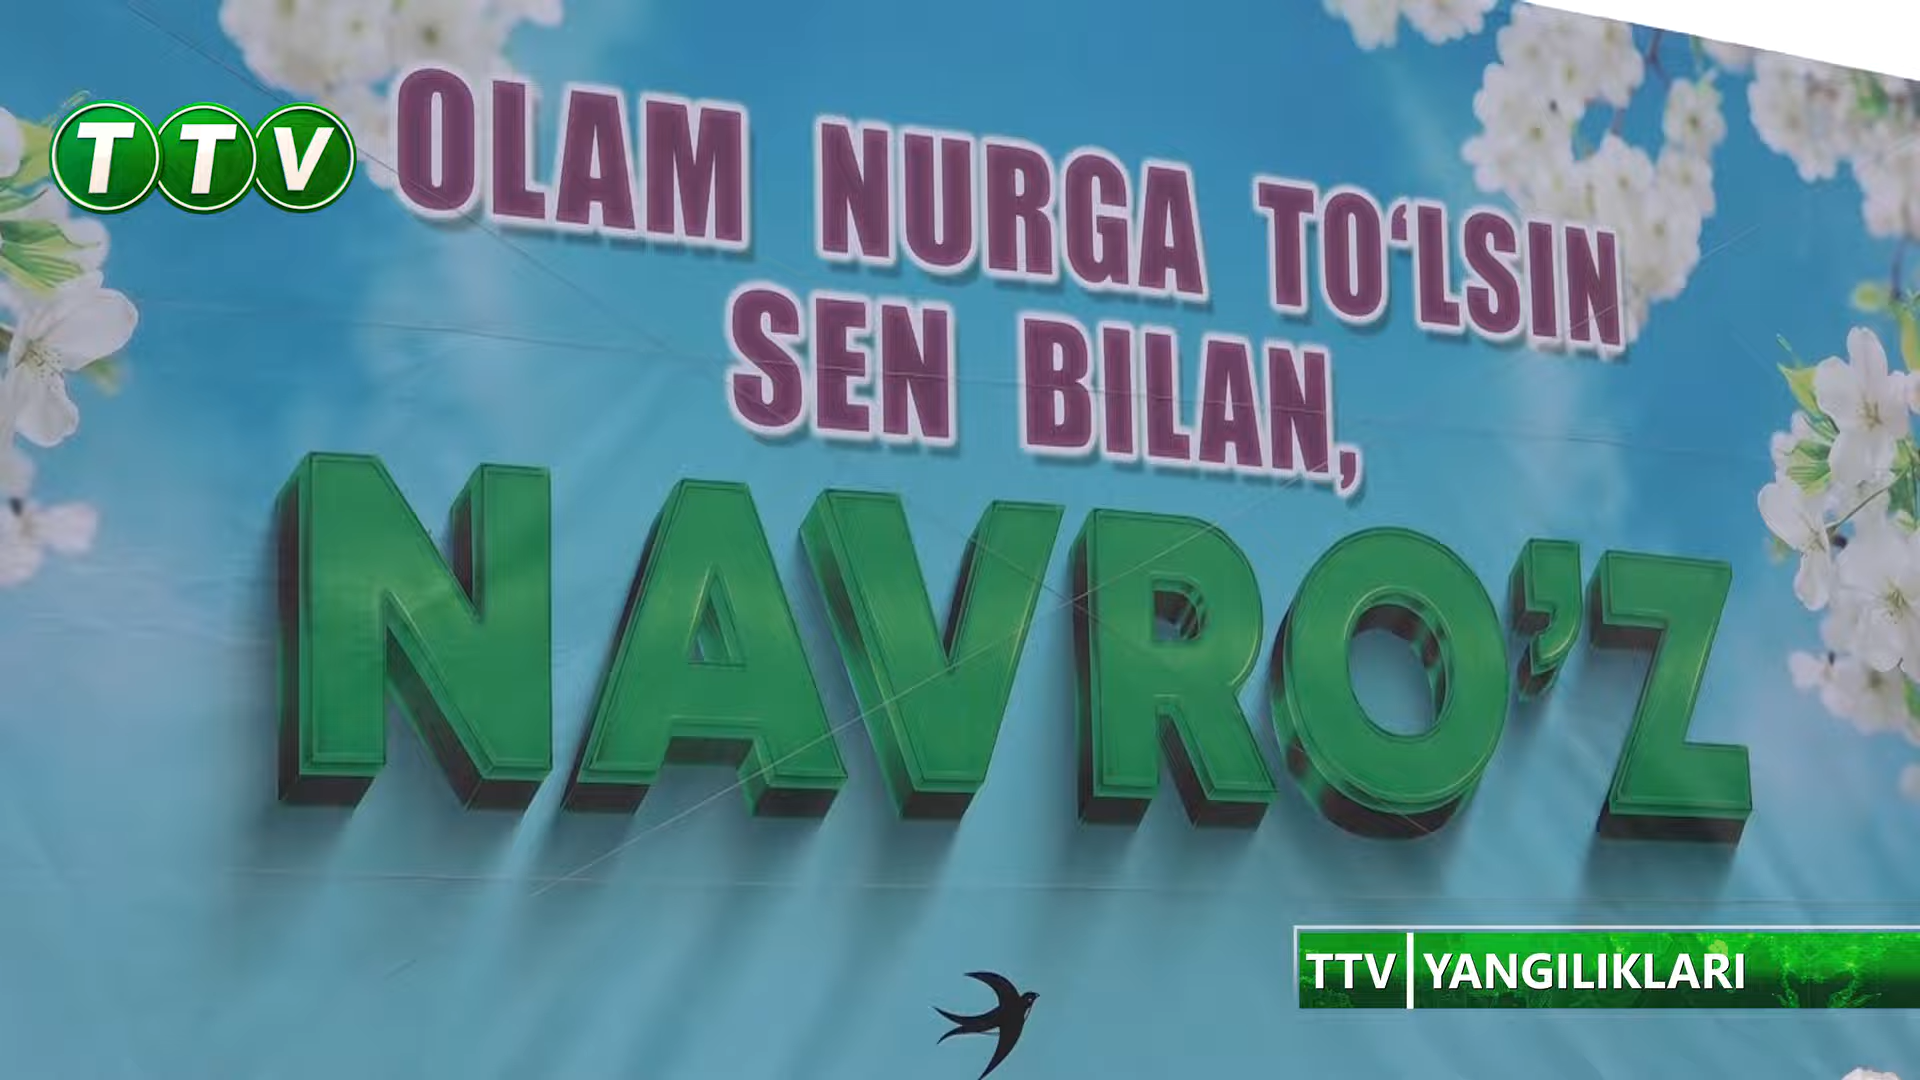 TTV
OLAM NURGA TO‘LSIN
SEN BILAN,
NAVRO’Z
TTV YANGILIKLARI